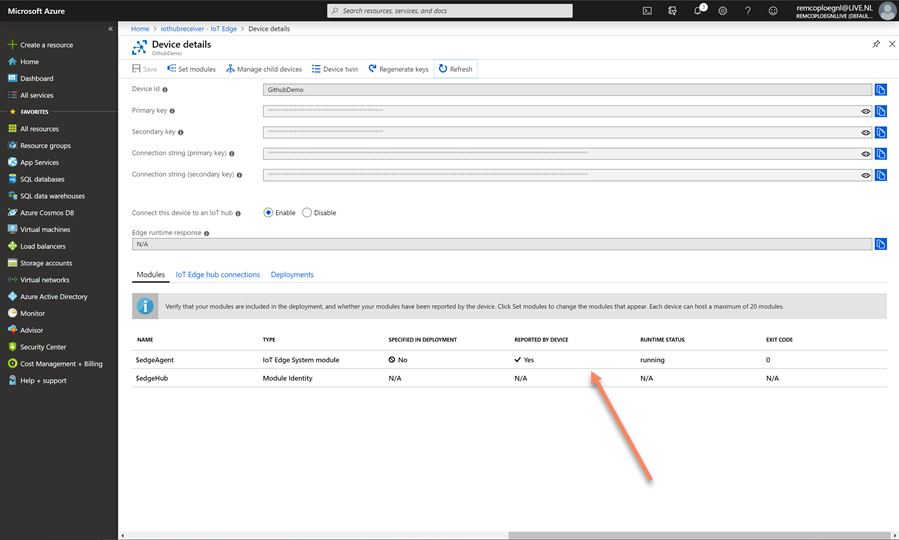 Microsoft Azure
Search resources, services, and docs
3
remcoploegnl@LIVE.NL
REMCOPLOEGNLLIVE (DEFAUL...
Create a resource
Home
Dashboard
All services
FAVORITES
All resources
Resource groups
App Services
SQL databases
SQL data warehouses
Azure Cosmos DB
Virtual machines
Load balancers
Storage accounts
Virtual networks
Azure Active Directory
Monitor
Advisor
Security Center
Cost Management + Billing
Help + support
Home > iothubreceiver - IoT Edge > Device details
Device details
GithubDemo
Save Set modules Manage child devices Device twin Regenerate keys Refresh
Device Id GithubDemo
Primary key
Secondary key
Connection string (primary key)
Connection string (secondary key)
Connect this device to an IoT hub Enable Disable
Edge runtime response
N/A
Modules IoT Edge hub connections Deployments
Verify that your modules are included in the deployment, and whether your modules have been reported by the device. Click Set modules to change the modules that appear. Each device can host a maximum of 20 modules.
NAME TYPE SPECIFIED IN DEPLOYMENT REPORTED BY DEVICE RUNTIME STATUS EXIT CODE
$edgeAgent IoT Edge System module No Yes running 0
$edgeHub Module Identity N/A N/A N/A N/A